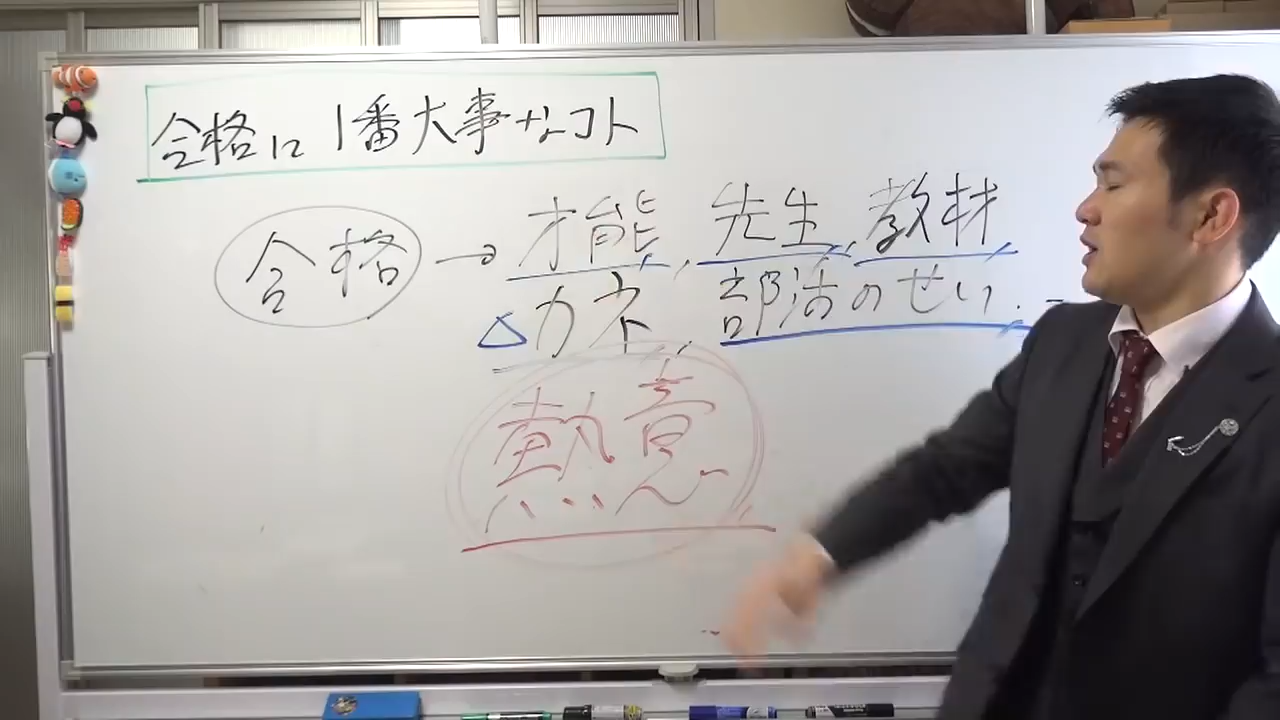 合格に1番大事なコト
合格→才能,先生,教材
△カネ,部活のせい..-
熱意